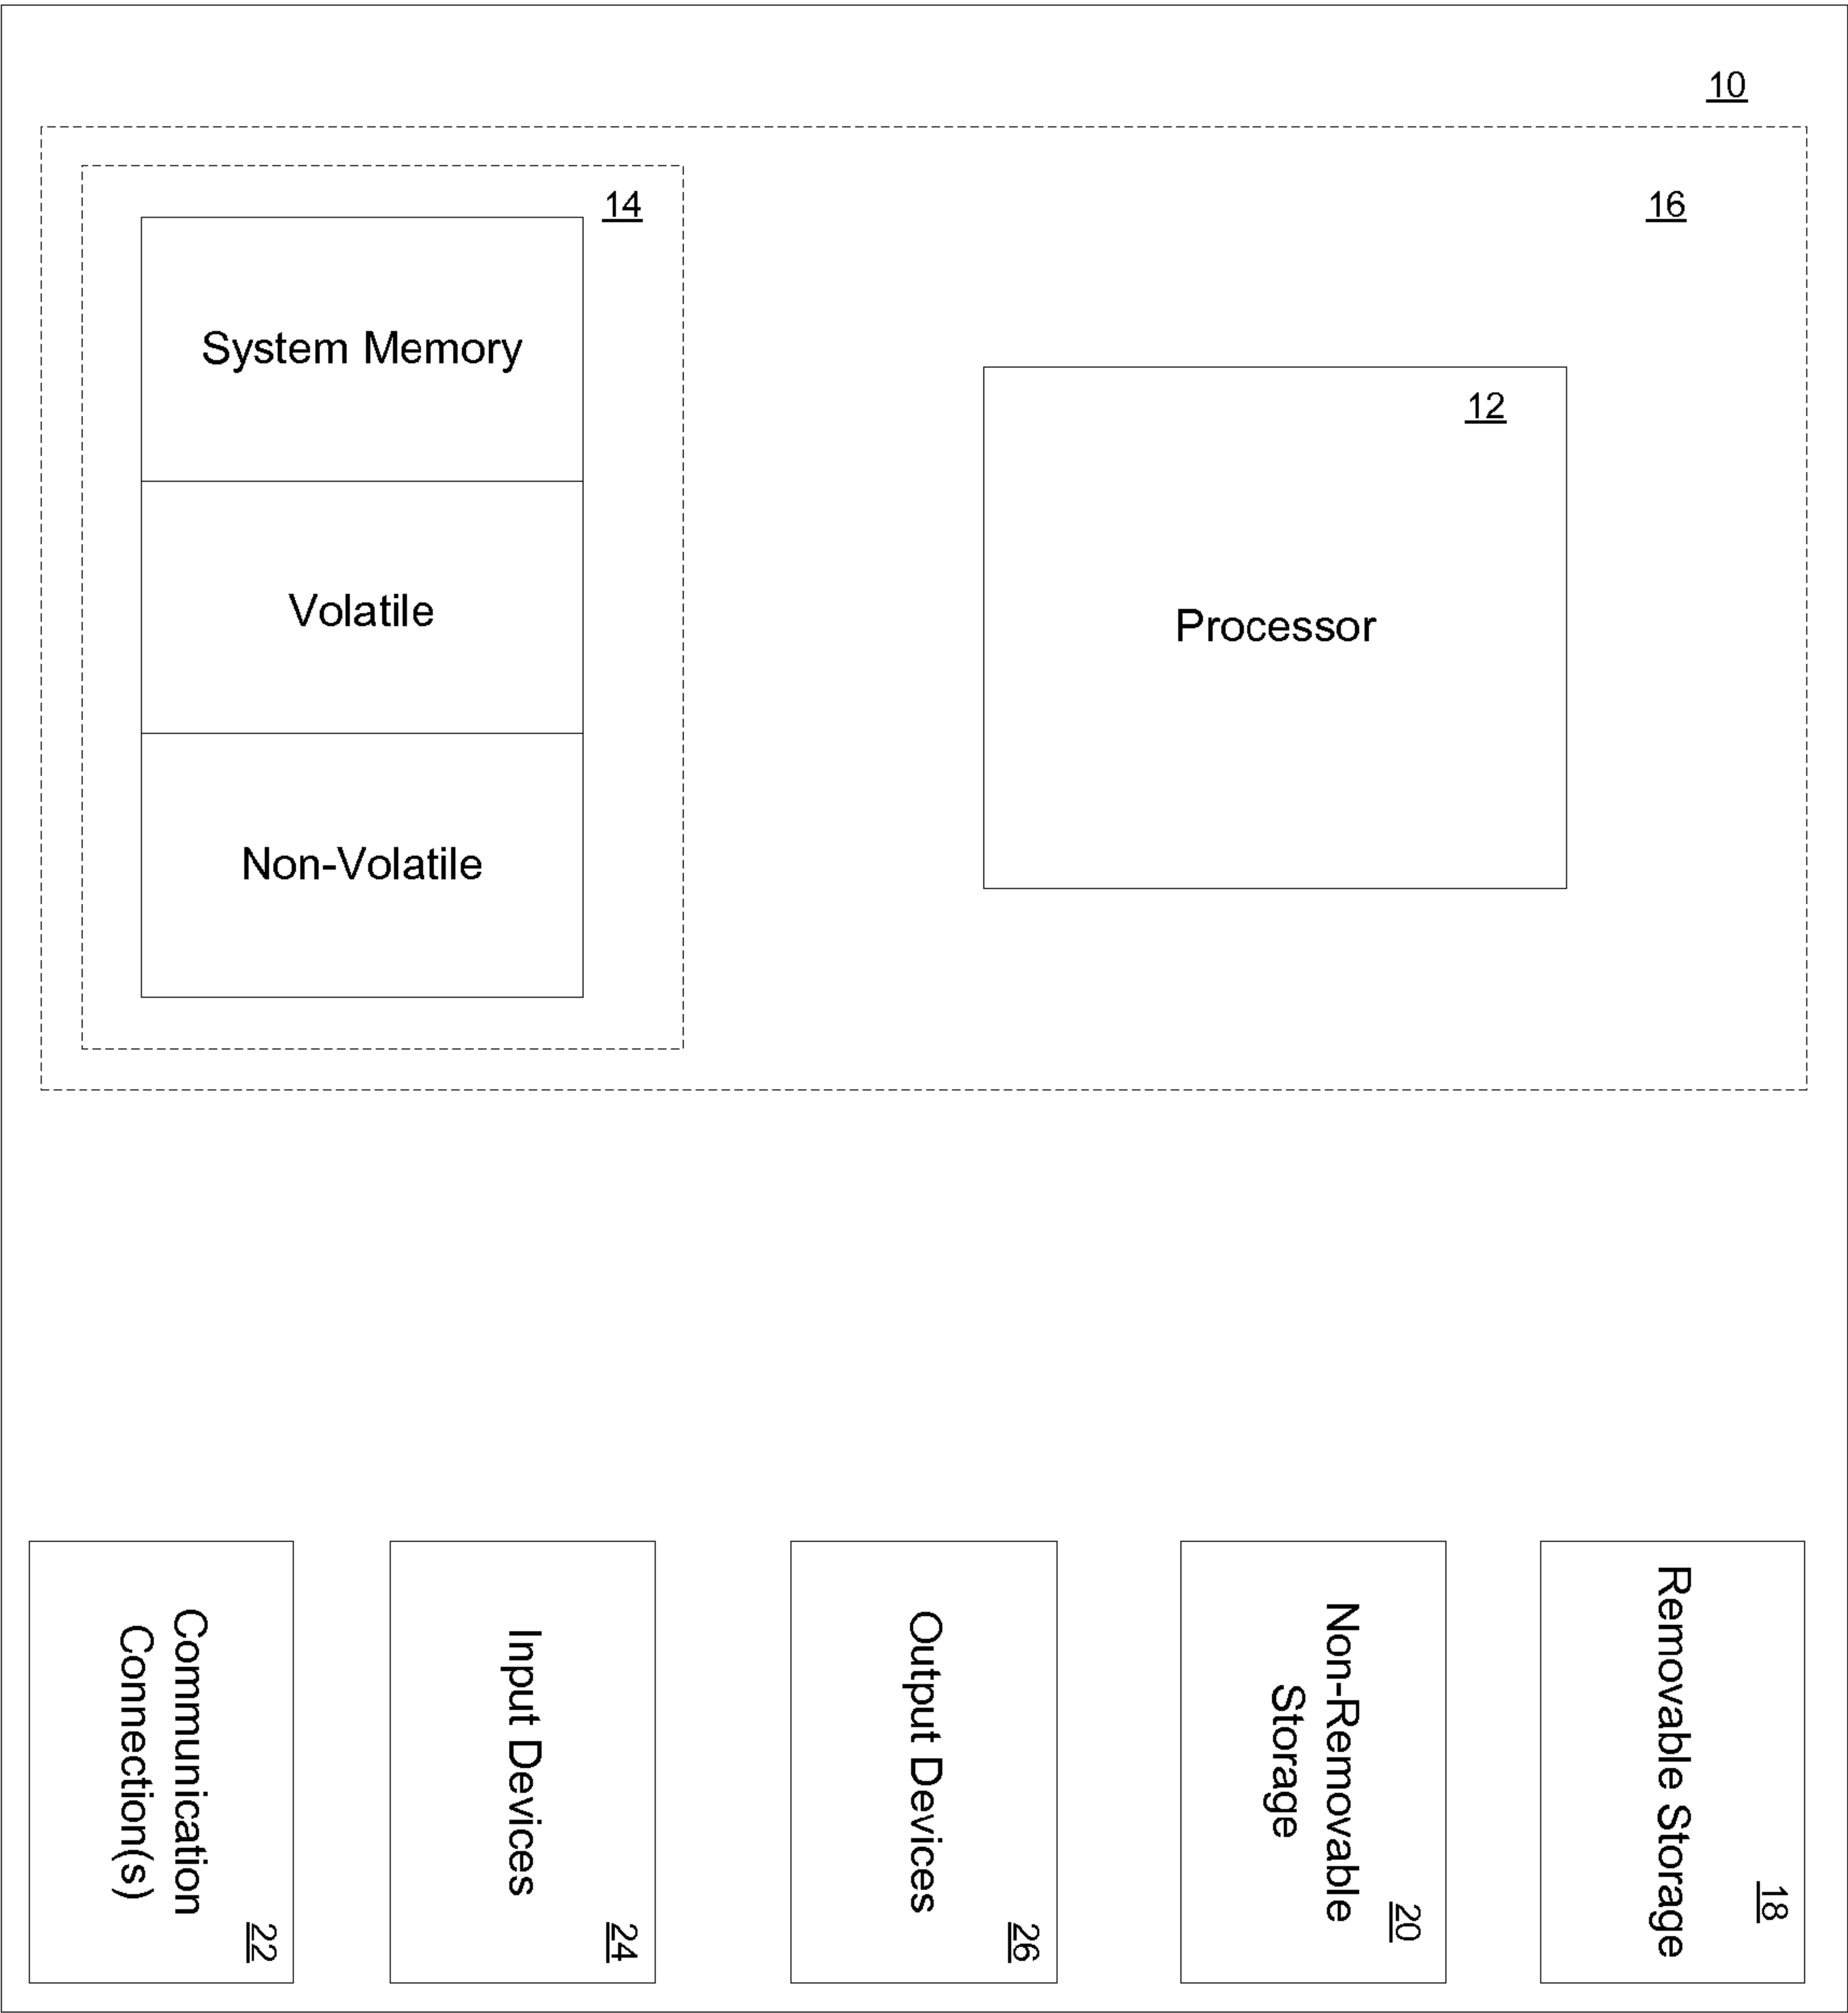 10
16
14
System Memory
Volatile
Non-Volatile
12
Processor
Communication
Connection(s)
22
Input Devices
24
Output Devices
26
Non-Removable
Storage
20
Removable Storage
18